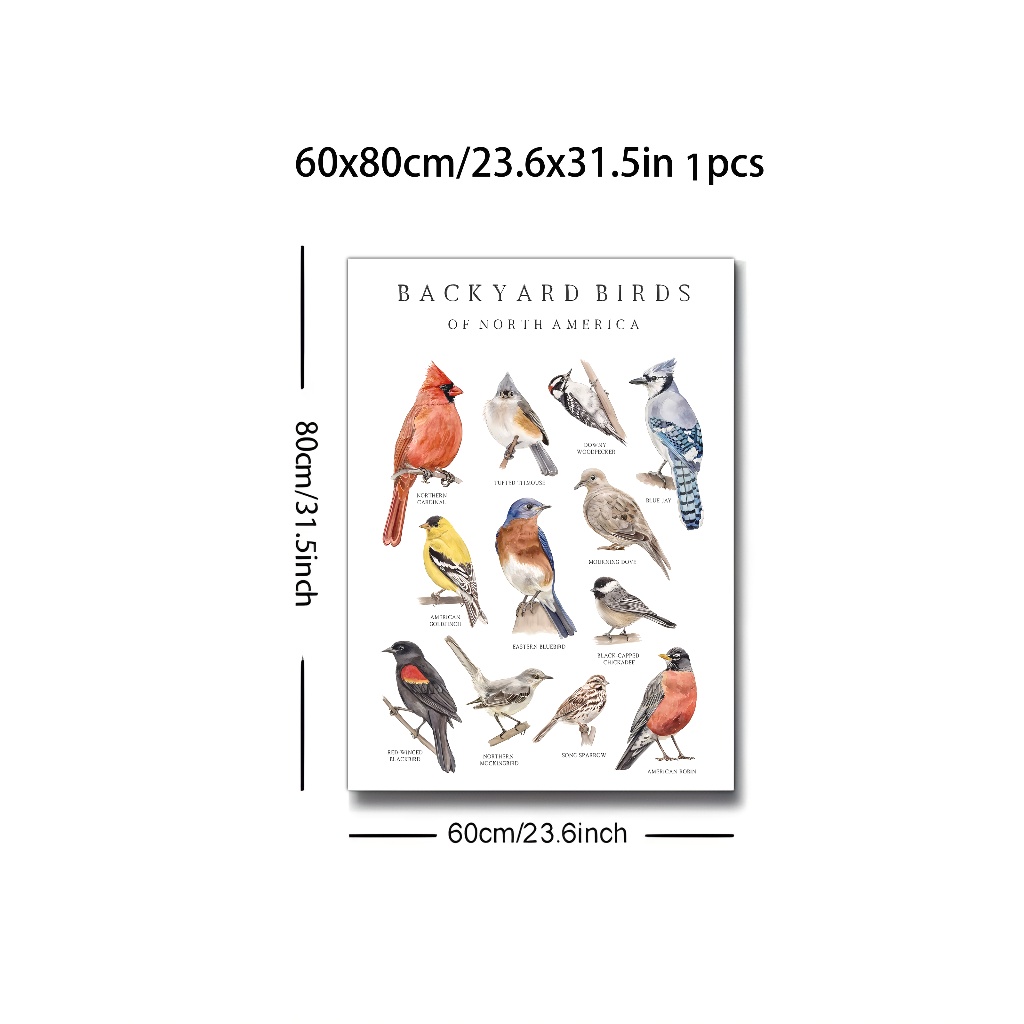 60x80cm/23.6x31.5in 1pcs
BACKYARD BIRDS
OF NORTH AMERICA
NORTHERN
CARDINAL
TUFTED TITMOUSE
DOWNY
WOODPECKER
BLUE JAY
AMERICAN
GOLDFINCH
EASTERN BLUEBIRD
MOURNING DOVE
BLACK-CAPPED
CHICKADEE
RED-WINGED
BLACKBIRD
NORTHERN
MOCKINGBIRD
SONG SPARROW
AMERICAN ROBIN
80cm/31.5inch
60cm/23.6inch